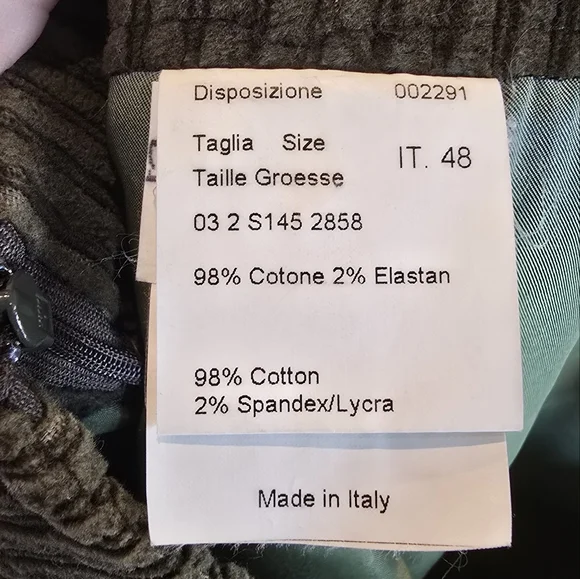 Disposizione 002291
Taglia Size
IT. 48
Taille Groesse
03 2 S145 2858
98% Cotone 2% Elastan
98% Cotton
2% Spandex/Lycra
Made in Italy